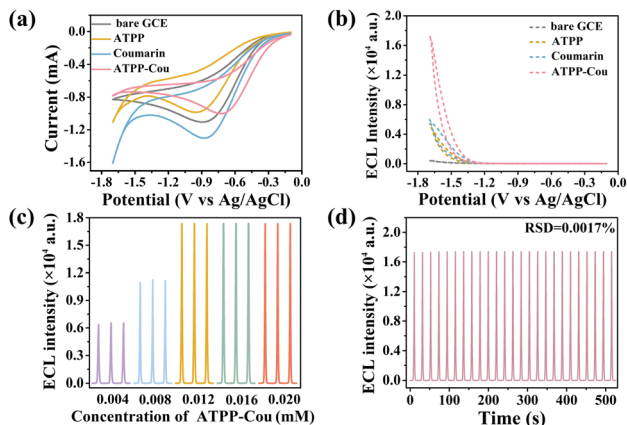 (a)
bare GCE
ATPP
Coumarin
ATPP-Cou
Current (mA)
0.0
-0.4
-0.8
-1.2
-1.6
-1.8 -1.5 -1.2 -0.9 -0.6 -0.3 0.0
Potential (V vs Ag/AgCl)
(b)
bare GCE
ATPP
Coumarin
ATPP-Cou
ECL Intensity (×10⁴ a.u.)
2.0
1.6
1.2
0.8
0.4
0.0
-1.8 -1.5 -1.2 -0.9 -0.6 -0.3 0.0
Potential (V vs Ag/AgCl)
(c)
ECL intensity (×10⁴ a.u.)
1.8
1.5
1.2
0.9
0.6
0.3
0.0
0.004 0.008 0.012 0.016 0.020
Concentration of ATPP-Cou (mM)
(d)
RSD=0.0017%
ECL intensity (×10⁴ a.u.)
2.0
1.6
1.2
0.8
0.4
0.0
0 100 200 300 400 500
Time (s)